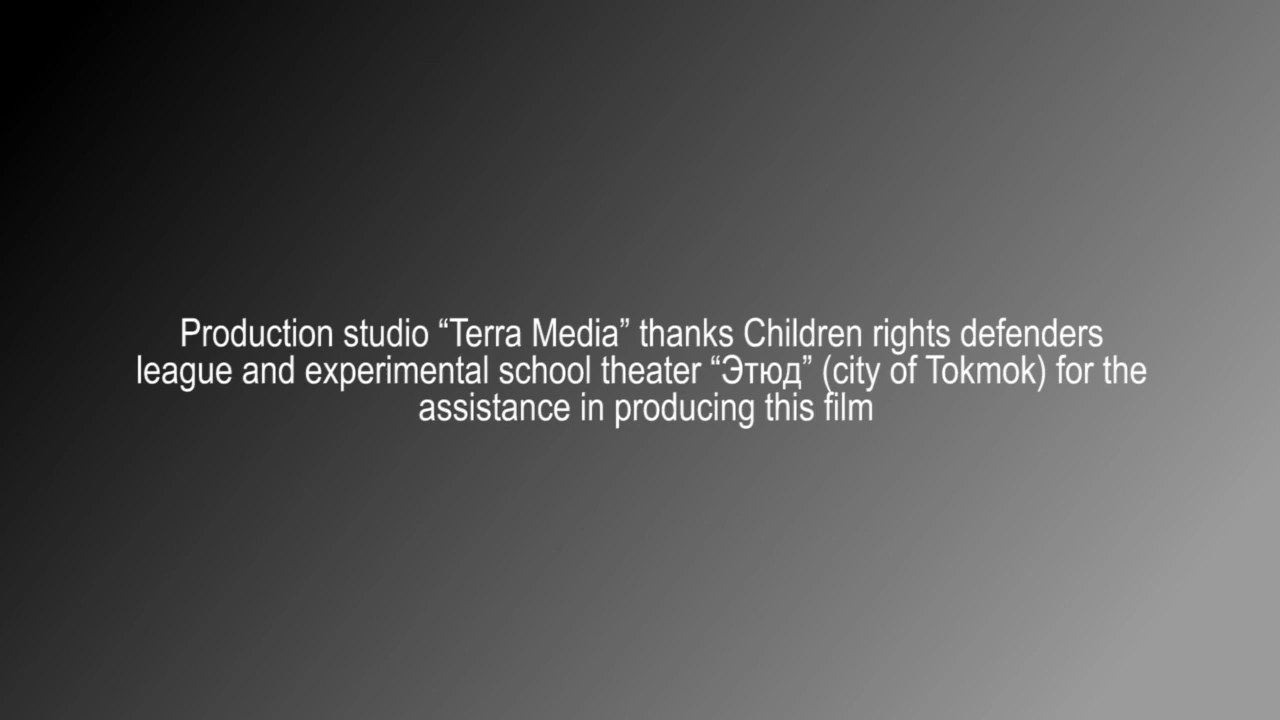 Production studio “Terra Media” thanks Children rights defenders
league and experimental school theater “Этюд” (city of Tokmok) for the
assistance in producing this film